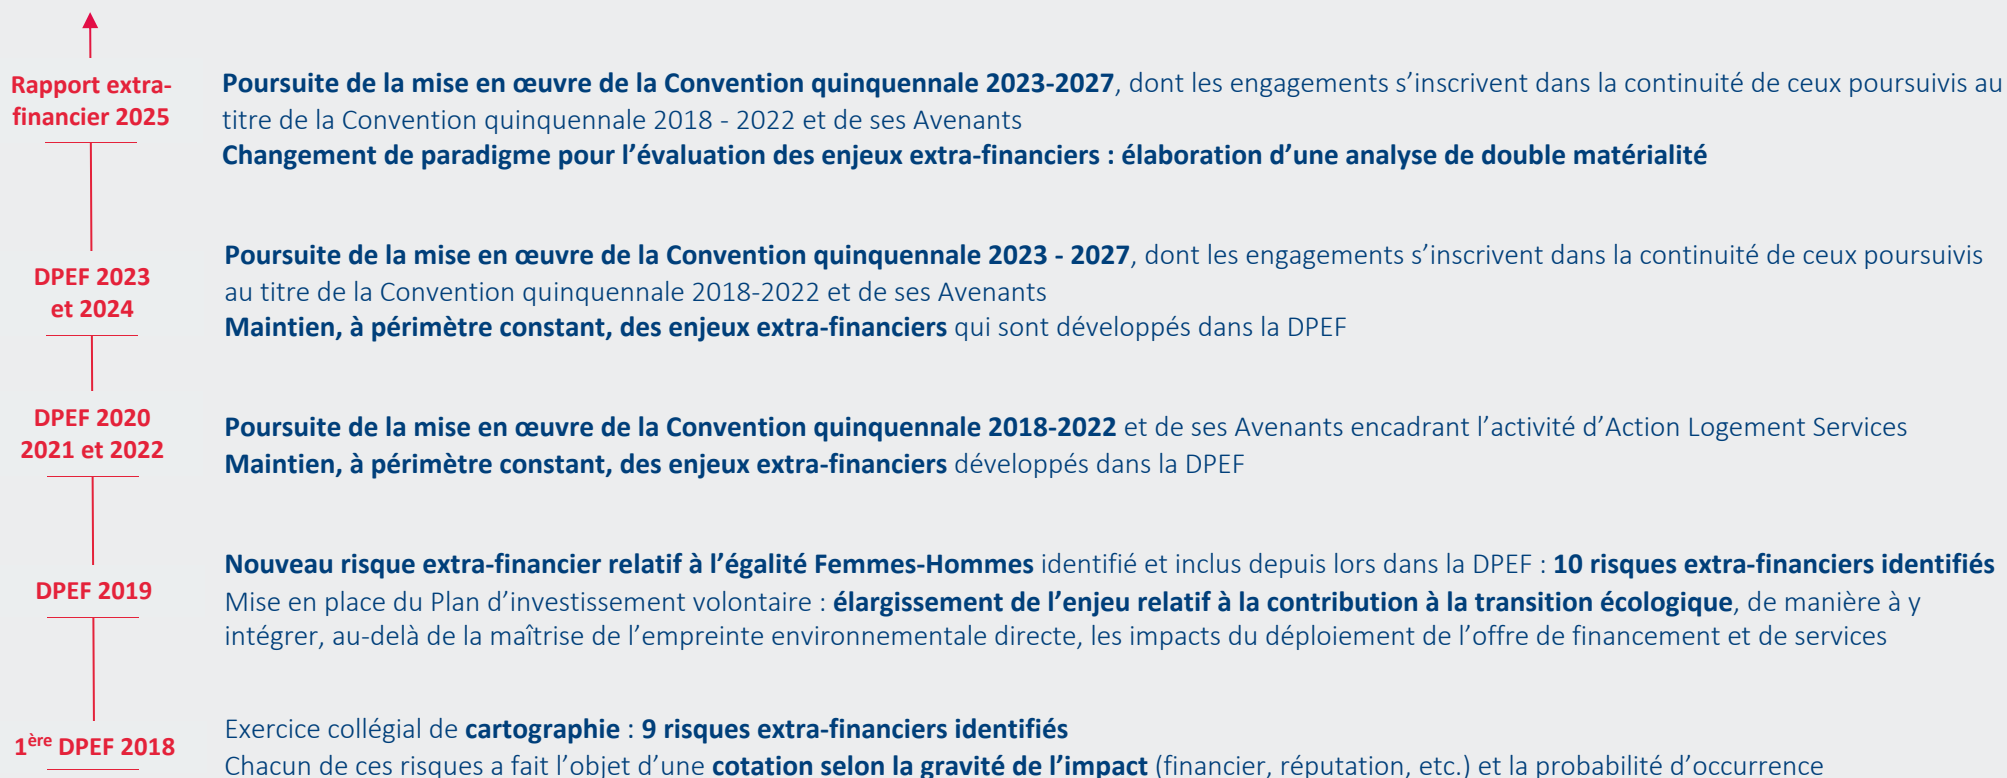 Rapport extra-
financier 2025
Poursuite de la mise en œuvre de la Convention quinquennale 2023-2027, dont les engagements s’inscrivent dans la continuité de ceux poursuivis au
titre de la Convention quinquennale 2018 - 2022 et de ses Avenants
Changement de paradigme pour l’évaluation des enjeux extra-financiers : élaboration d’une analyse de double matérialité
DPEF 2023
et 2024
Poursuite de la mise en œuvre de la Convention quinquennale 2023 - 2027, dont les engagements s’inscrivent dans la continuité de ceux poursuivis
au titre de la Convention quinquennale 2018-2022 et de ses Avenants
Maintien, à périmètre constant, des enjeux extra-financiers qui sont développés dans la DPEF
DPEF 2020
2021 et 2022
Poursuite de la mise en œuvre de la Convention quinquennale 2018-2022 et de ses Avenants encadrant l’activité d’Action Logement Services
Maintien, à périmètre constant, des enjeux extra-financiers développés dans la DPEF
DPEF 2019
Nouveau risque extra-financier relatif à l’égalité Femmes-Hommes identifié et inclus depuis lors dans la DPEF : 10 risques extra-financiers identifiés
Mise en place du Plan d’investissement volontaire : élargissement de l’enjeu relatif à la contribution à la transition écologique, de manière à y
intégrer, au-delà de la maîtrise de l’empreinte environnementale directe, les impacts du déploiement de l’offre de financement et de services
1ère DPEF 2018
Exercice collégial de cartographie : 9 risques extra-financiers identifiés
Chacun de ces risques a fait l’objet d’une cotation selon la gravité de l’impact (financier, réputation, etc.) et la probabilité d’occurrence